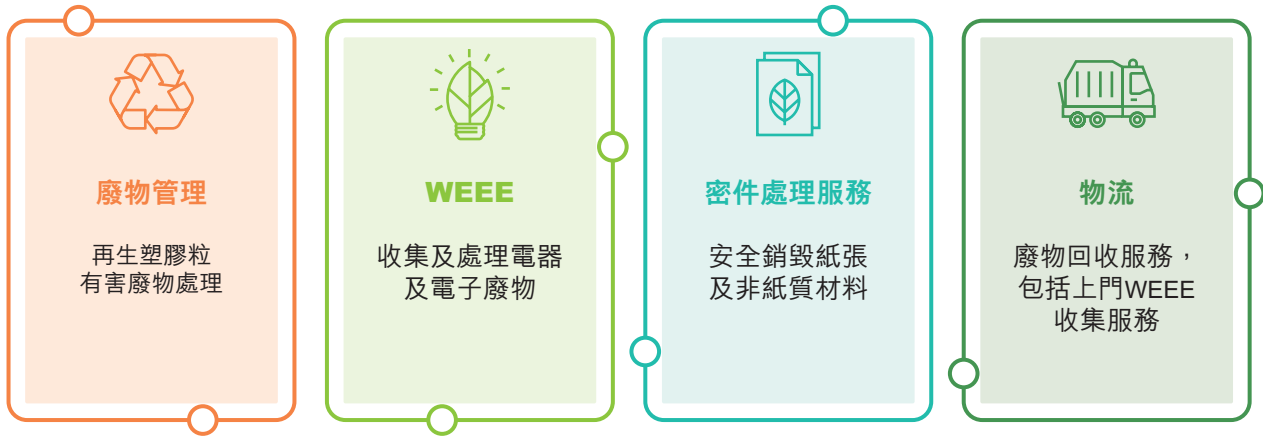 廢物管理
再生塑膠粒
有害廢物處理
WEEE
收集及處理電器
及電子廢物
密件處理服務
安全銷毀紙張
及非紙質材料
物流
廢物回收服務，
包括上門WEEE
收集服務